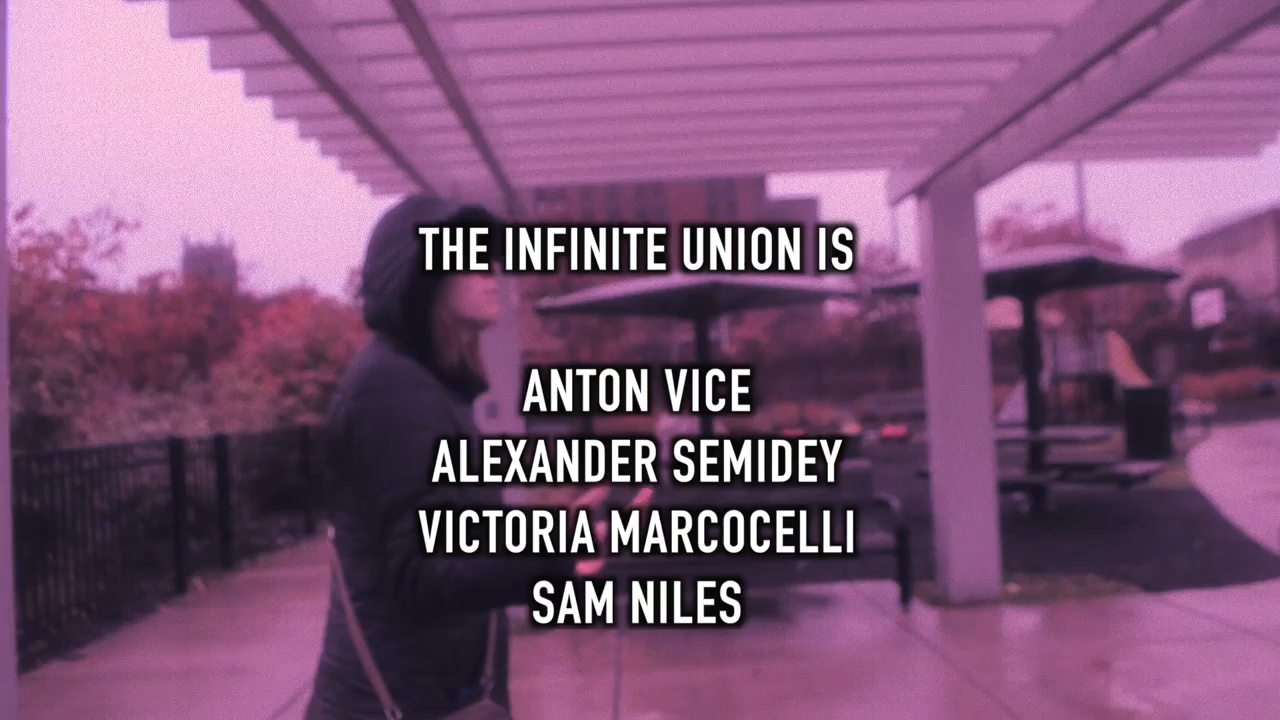 THE INFINITE UNION IS
ANTON VICE
ALEXANDER SEMIDEY
VICTORIA MARCOCELLI
SAM NILES